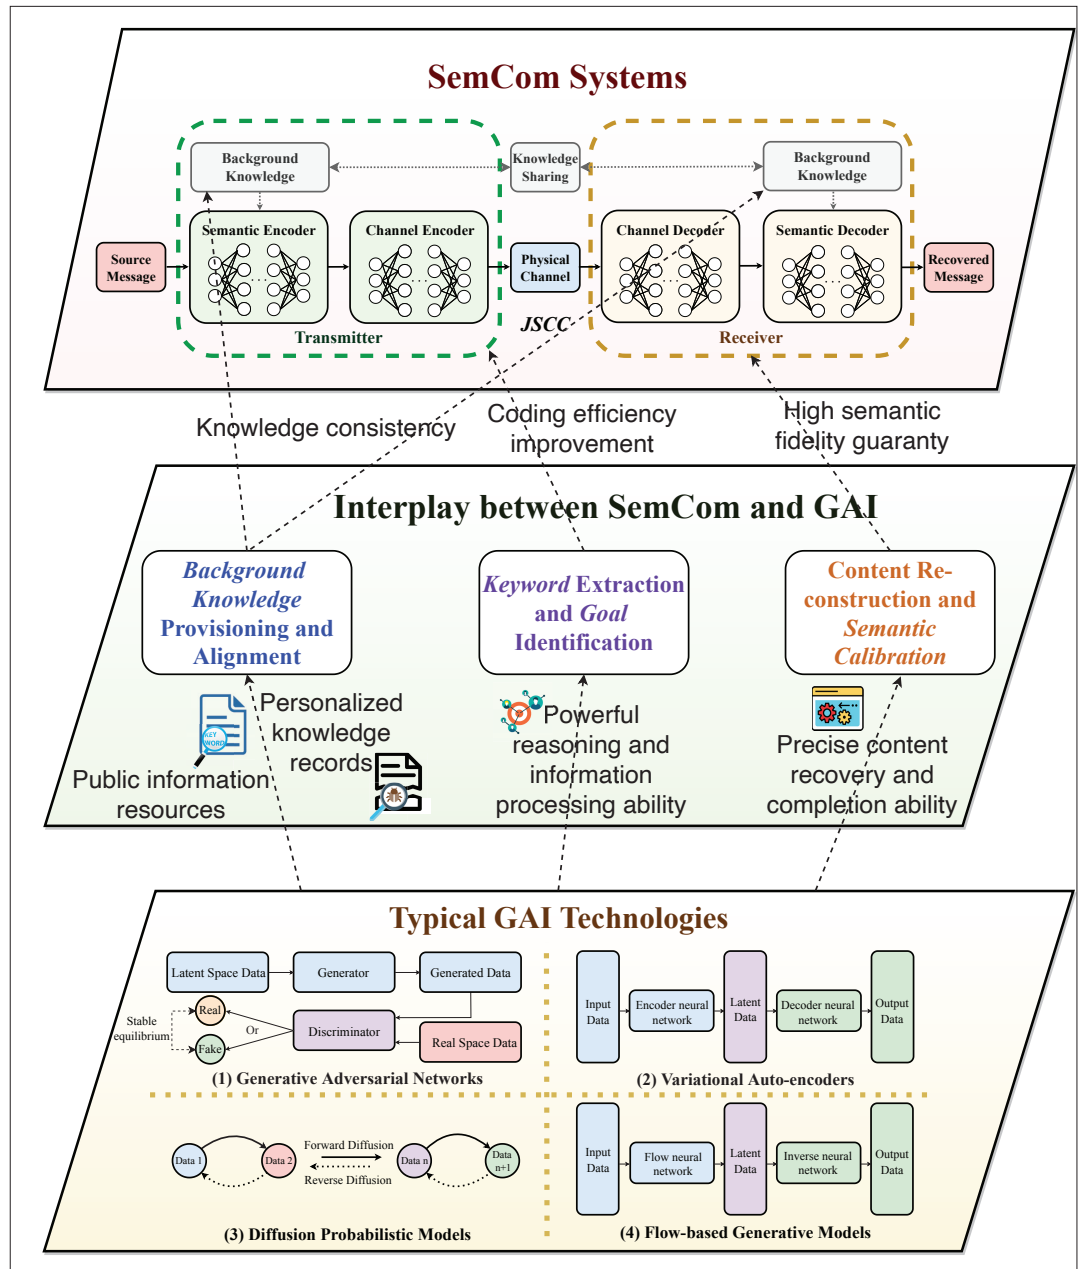 SemCom Systems
Background
Knowledge
Knowledge
Sharing
Background
Knowledge
Semantic Encoder
Channel Encoder
Channel Decoder
Semantic Decoder
Source
Message
Physical
Channel
Recovered
Message
Transmitter
JSCC
Receiver
Knowledge consistency
Coding efficiency
improvement
High semantic
fidelity guaranty
Interplay between SemCom and GAI
Background
Knowledge
Provisioning and
Alignment
Keyword Extraction
and Goal
Identification
Content Re-
construction and
Semantic
Calibration
KEY
WORD
Public information
resources
Personalized
knowledge
records
Powerful
reasoning and
information
processing ability
Precise content
recovery and
completion ability
Typical GAI Technologies
Latent Space Data
Generator
Generated Data
Real
Stable
equilibrium
Or
Discriminator
Fake
Real Space Data
(1) Generative Adversarial Networks
Input
Data
Encoder neural
network
Latent
Data
Decoder neural
network
Output
Data
(2) Variational Auto-encoders
Data 1
Data 2
Forward Diffusion
Reverse Diffusion
Data n
Data
n+1
(3) Diffusion Probabilistic Models
Input
Data
Flow neural
network
Latent
Data
Inverse neural
network
Output
Data
(4) Flow-based Generative Models